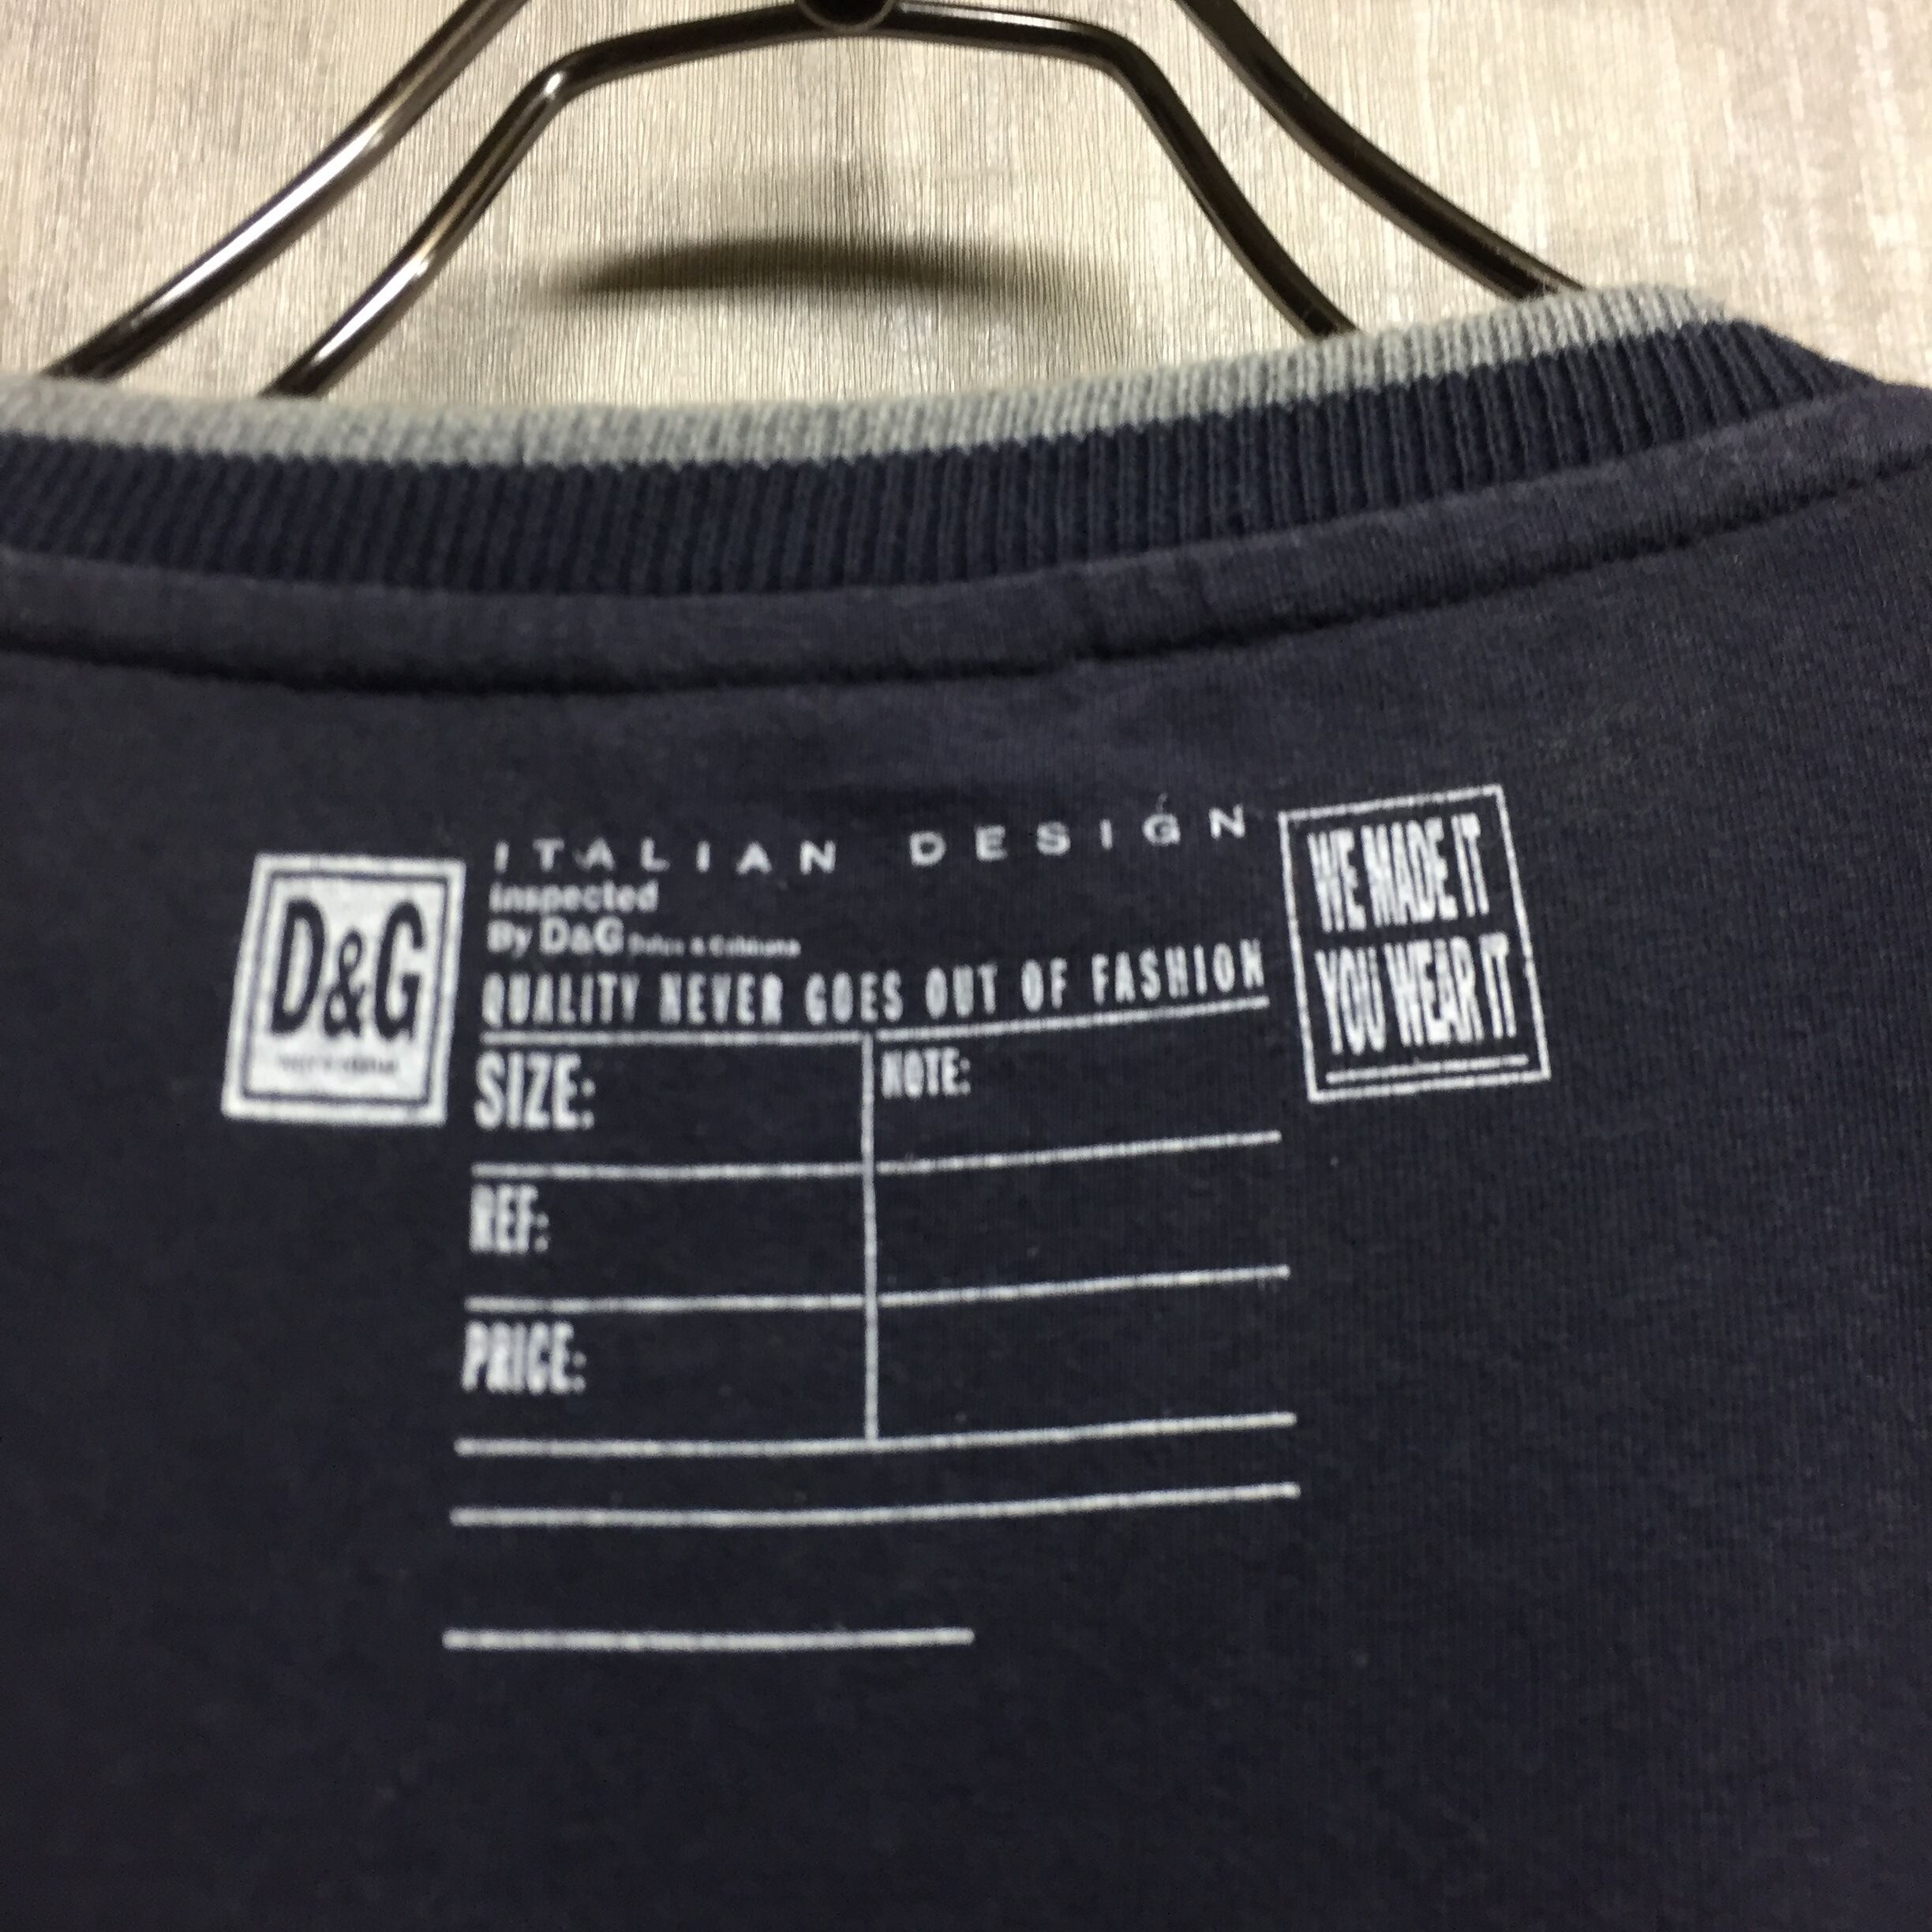 D&G
ITALIAN DESIGN
inspected
By D&G
QUALITY NEVER GOES OUT OF FASHION
SIZE:
NOTE:
REF:
PRICE:
WE MADE IT
YOU WEAR IT